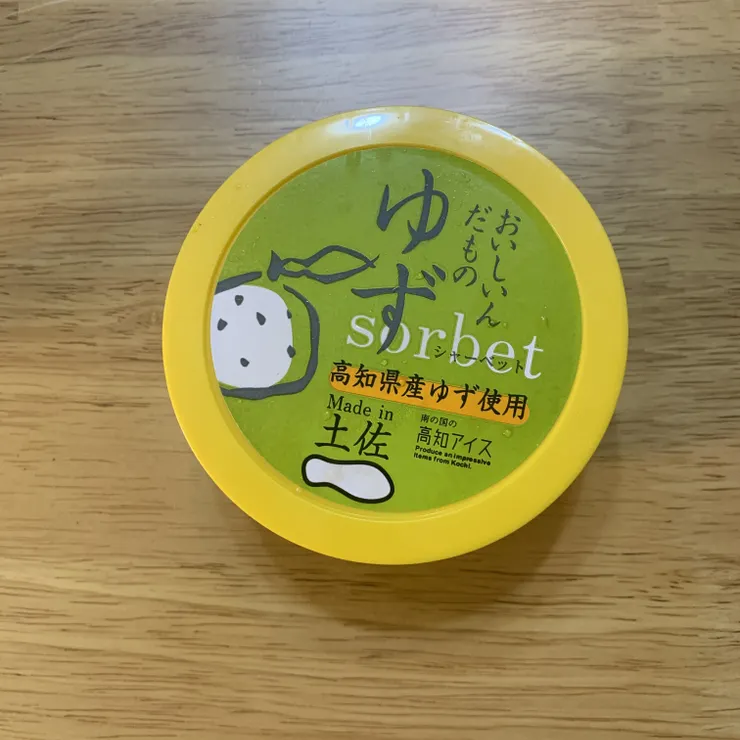 おいしいん
だもの
ゆず
sorbet
シャーベット
高知県産ゆず使用
Made in
土佐
南の国の
高知アイス
Produce an Impressive
Items from Kochi.